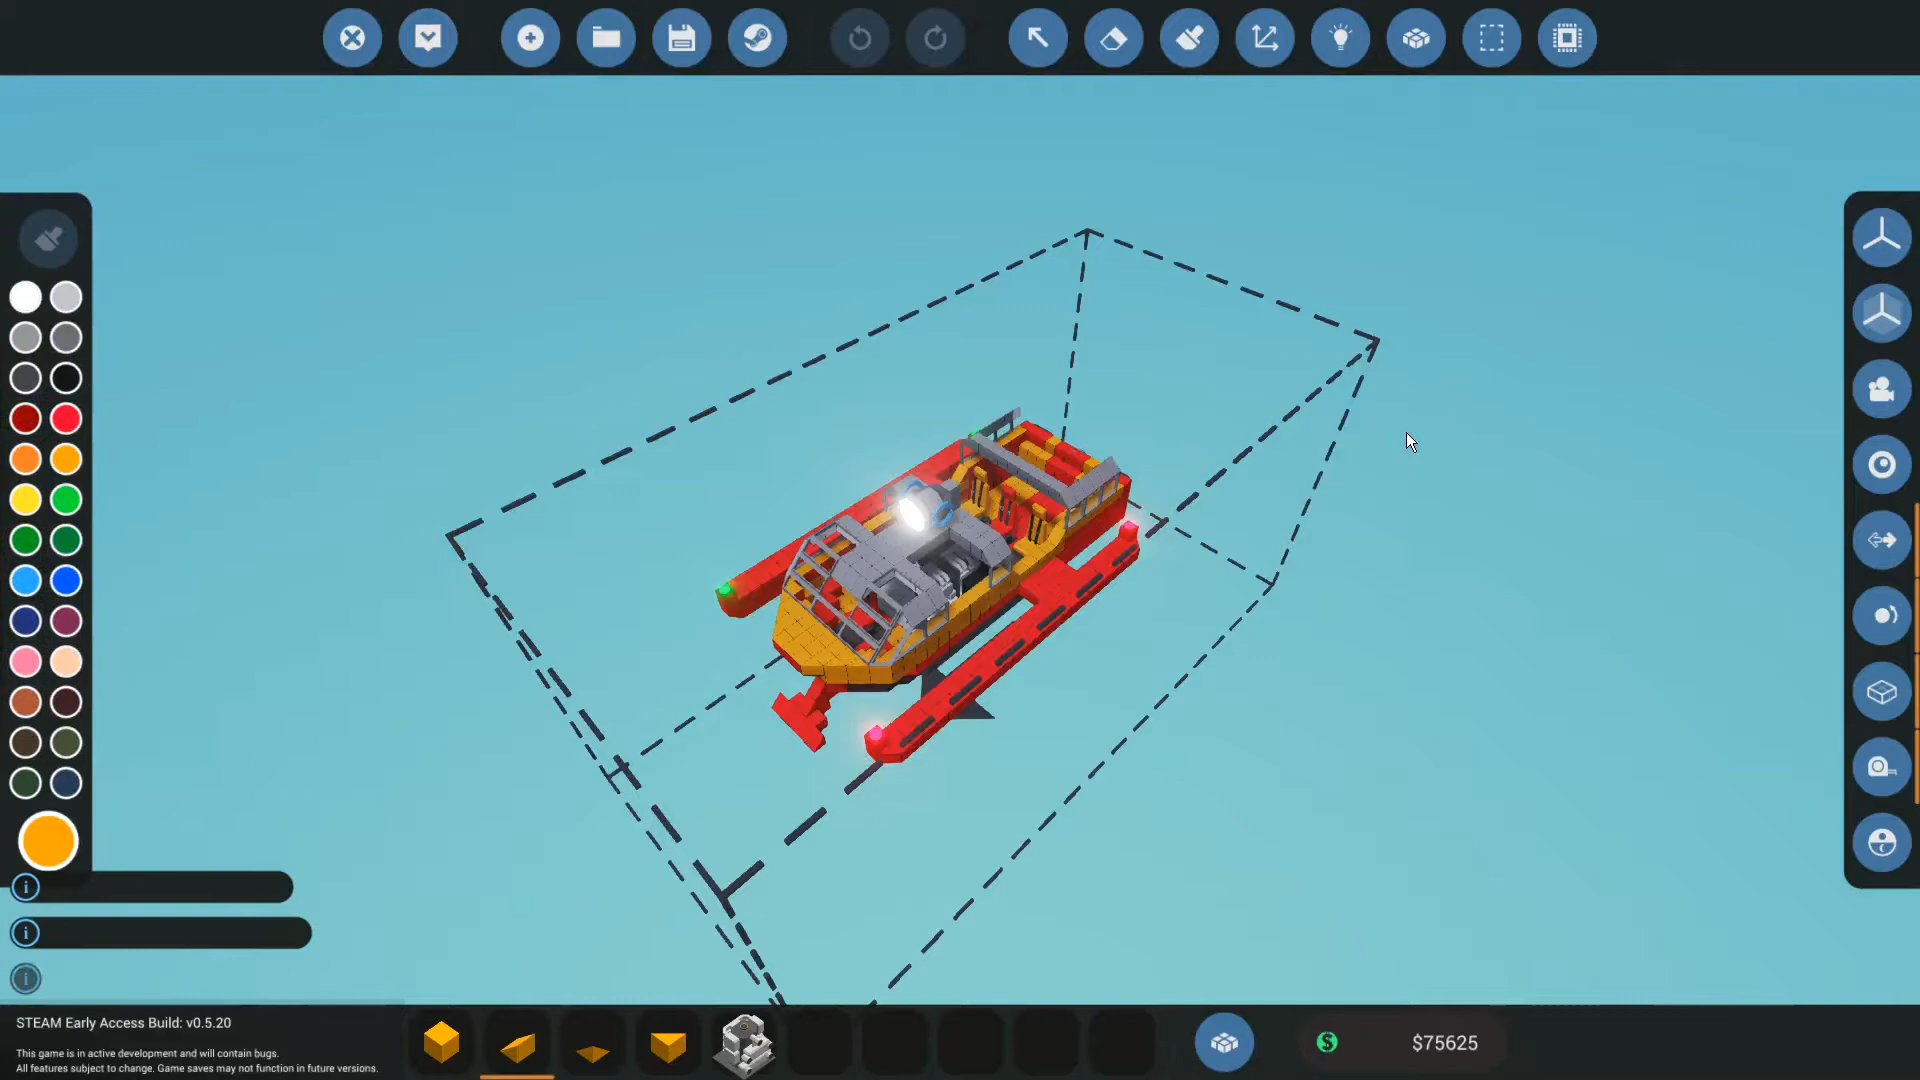 STEAM Early Access Build: v0.5.20
This game is in active development and will contain bugs.
All features subject to change. Game saves may not function in future versions.
$75625